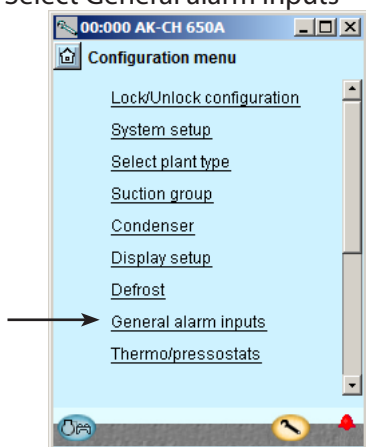 Select General alarm inputs
00:000 AK-CH 650A
Configuration menu
Lock/Unlock configuration
System setup
Select plant type
Suction group
Condenser
Display setup
Defrost
General alarm inputs
Thermo/pressostats